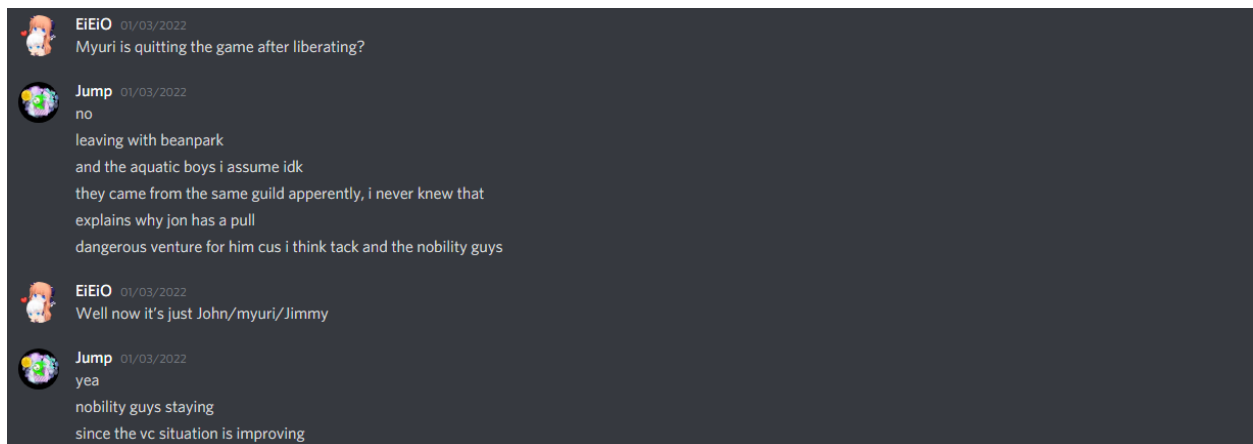 EiEiO 01/03/2022
Myuri is quitting the game after liberating?
Jump 01/03/2022
no
leaving with beanpark
and the aquatic boys i assume idk
they came from the same guild apperently, i never knew that
explains why jon has a pull
dangerous venture for him cus i think tack and the nobility guys
EiEiO 01/03/2022
Well now it's just John/myuri/Jimmy
Jump 01/03/2022
yea
nobility guys staying
since the vc situation is improving